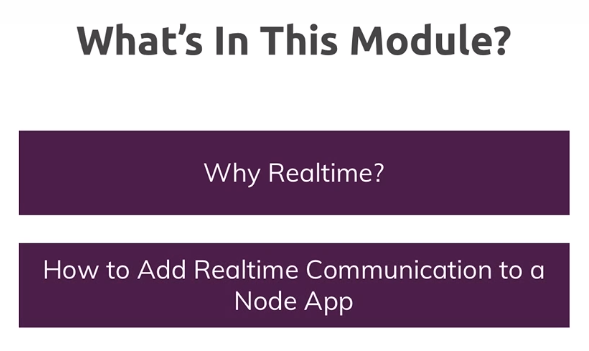 What’s In This Module?
Why Realtime?
How to Add Realtime Communication to a
Node App